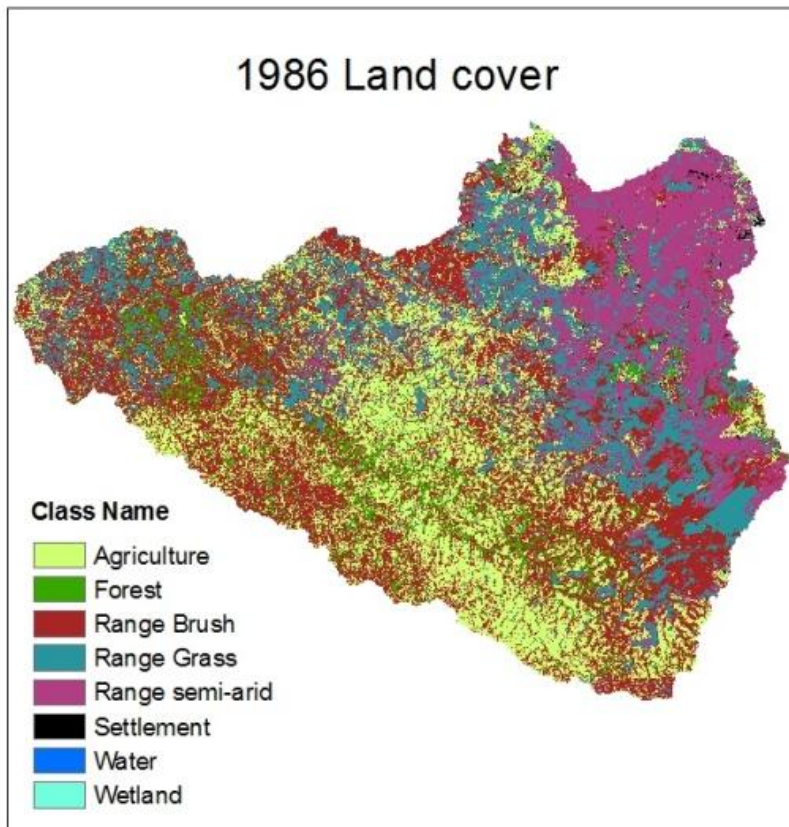 1986 Land cover
Class Name
Agriculture
Forest
Range Brush
Range Grass
Range semi-arid
Settlement
Water
Wetland